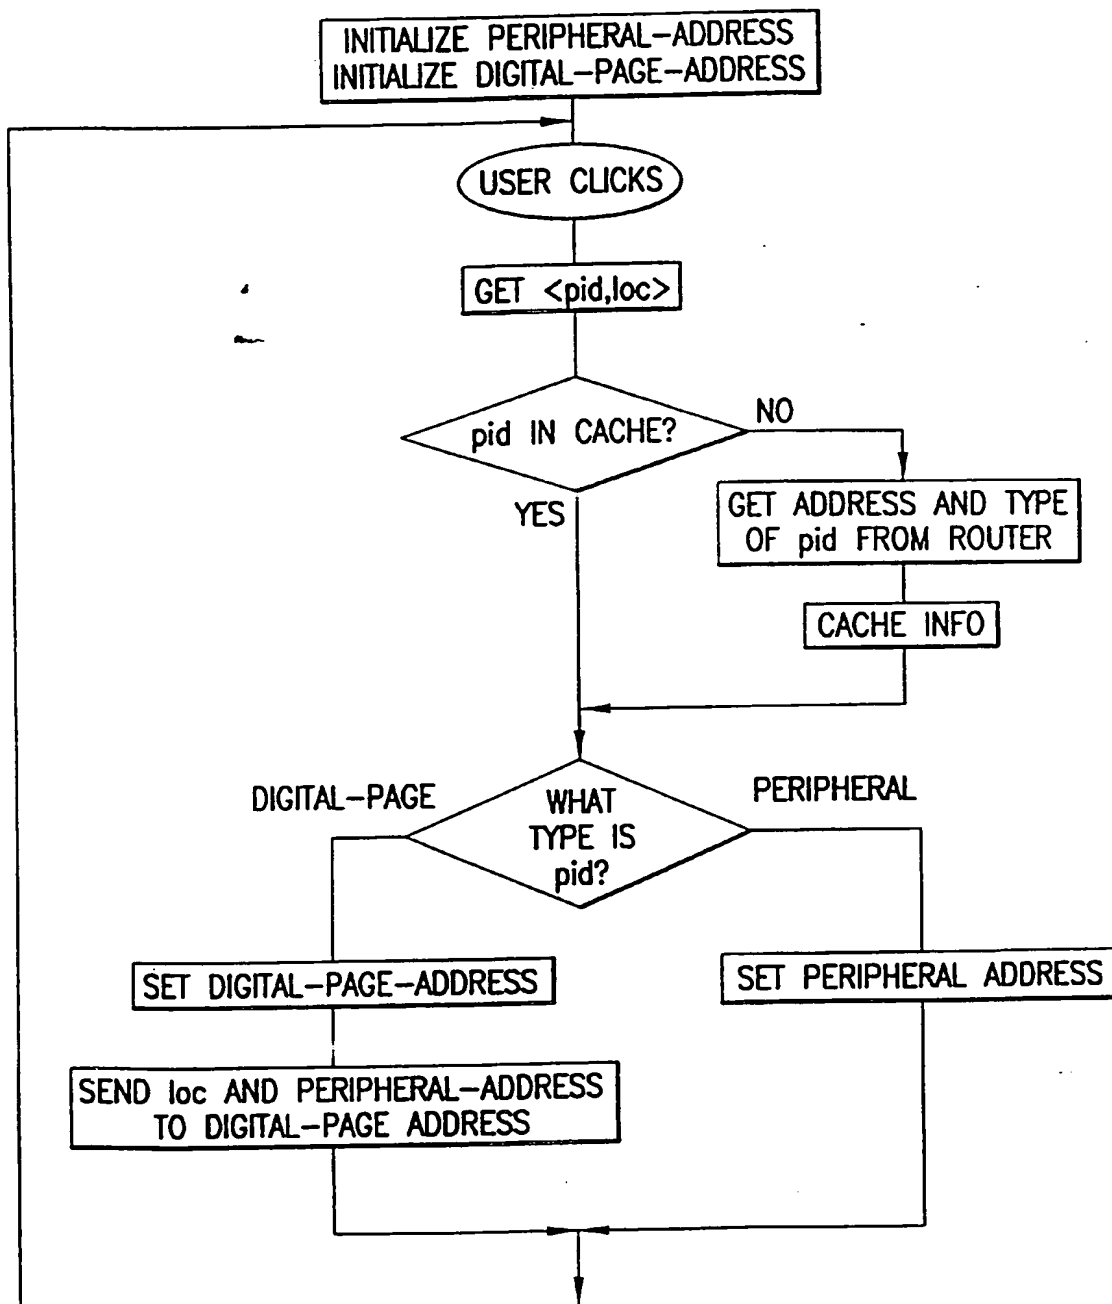 INITIALIZE PERIPHERAL-ADDRESS
INITIALIZE DIGITAL-PAGE-ADDRESS
USER CLICKS
GET <pid,loc>
pid IN CACHE?
NO
YES
GET ADDRESS AND TYPE
OF pid FROM ROUTER
CACHE INFO
DIGITAL-PAGE
WHAT
TYPE IS
pid?
PERIPHERAL
SET DIGITAL-PAGE-ADDRESS
SET PERIPHERAL ADDRESS
SEND loc AND PERIPHERAL-ADDRESS
TO DIGITAL-PAGE ADDRESS